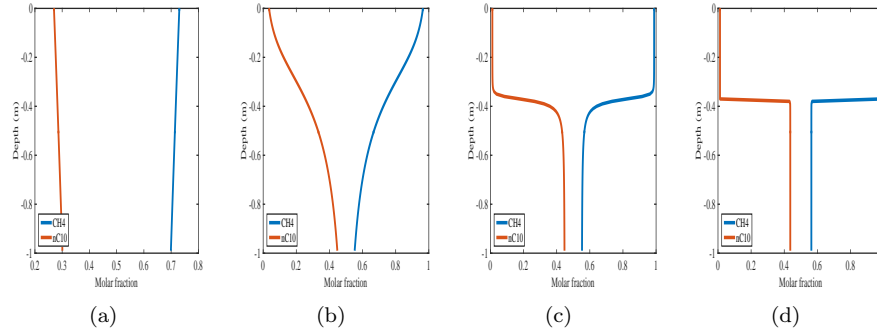 0
-0.2
-0.4
-0.6
-0.8
-1
Depth (m)
CH4
nC10
0.2 0.3 0.4 0.5 0.6 0.7 0.8
Molar fraction
(a)
0
-0.2
-0.4
-0.6
-0.8
-1
Depth (m)
CH4
nC10
0 0.2 0.4 0.6 0.8 1
Molar fraction
(b)
0
-0.2
-0.4
-0.6
-0.8
-1
Depth (m)
CH4
nC10
0 0.2 0.4 0.6 0.8 1
Molar fraction
(c)
0
-0.2
-0.4
-0.6
-0.8
-1
Depth (m)
CH4
nC10
0 0.2 0.4 0.6 0.8
Molar fraction
(d)